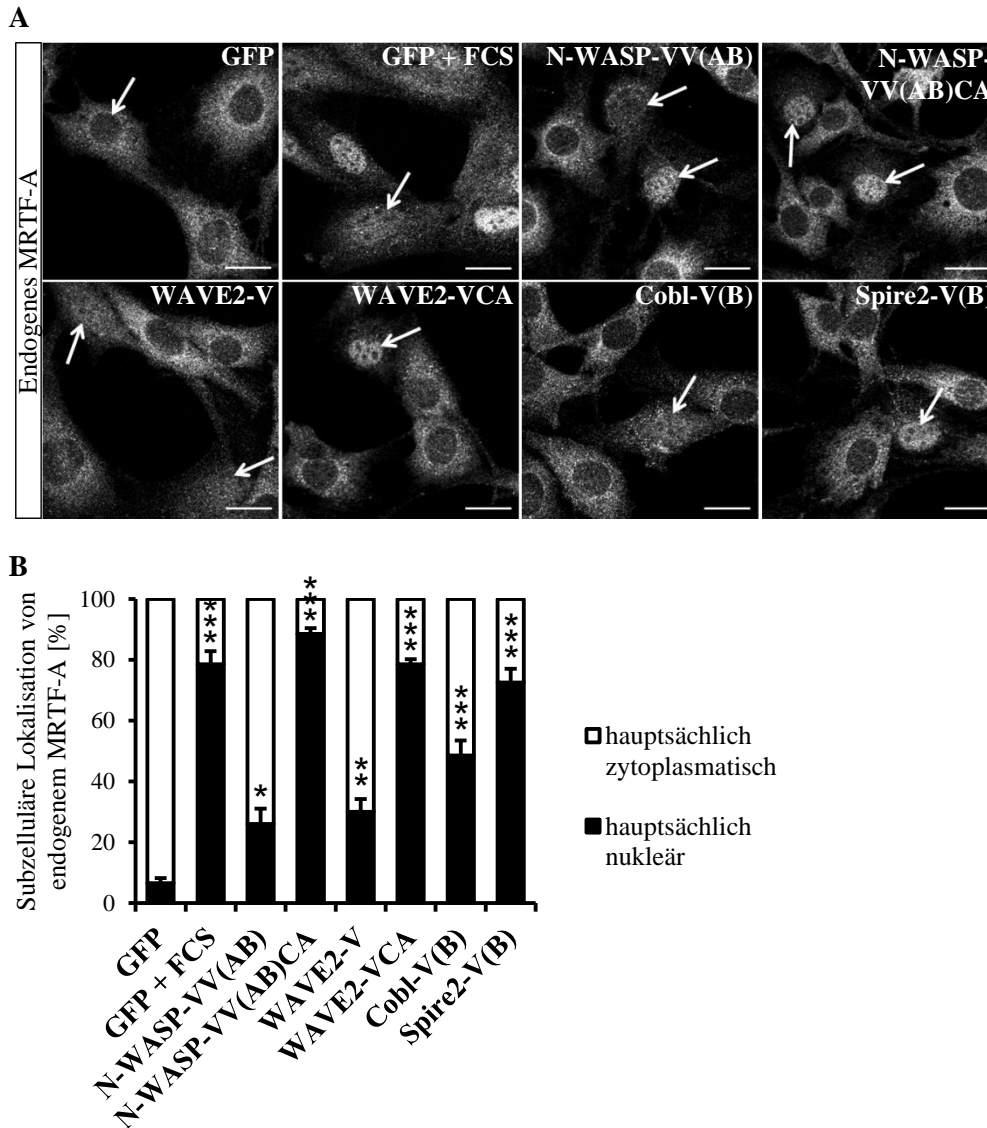 A
Endogenes MRTF-A
GFP
GFP + FCS
N-WASP-VV(AB)
N-WASP-
VV(AB)CA
WAVE2-V
WAVE2-VCA
Cobl-V(B)
Spire2-V(B)
B
Subzelluläre Lokalisation von
endogenem MRTF-A [%]
100
80
60
40
20
0
***
*
***
**
***
***
***
GFP
GFP + FCS
N-WASP-VV(AB)
N-WASP-VV(AB)CA
WAVE2-V
WAVE2-VCA
Cobl-V(B)
Spire2-V(B)
hauptsächlich
zytoplasmatisch
hauptsächlich
nukleär